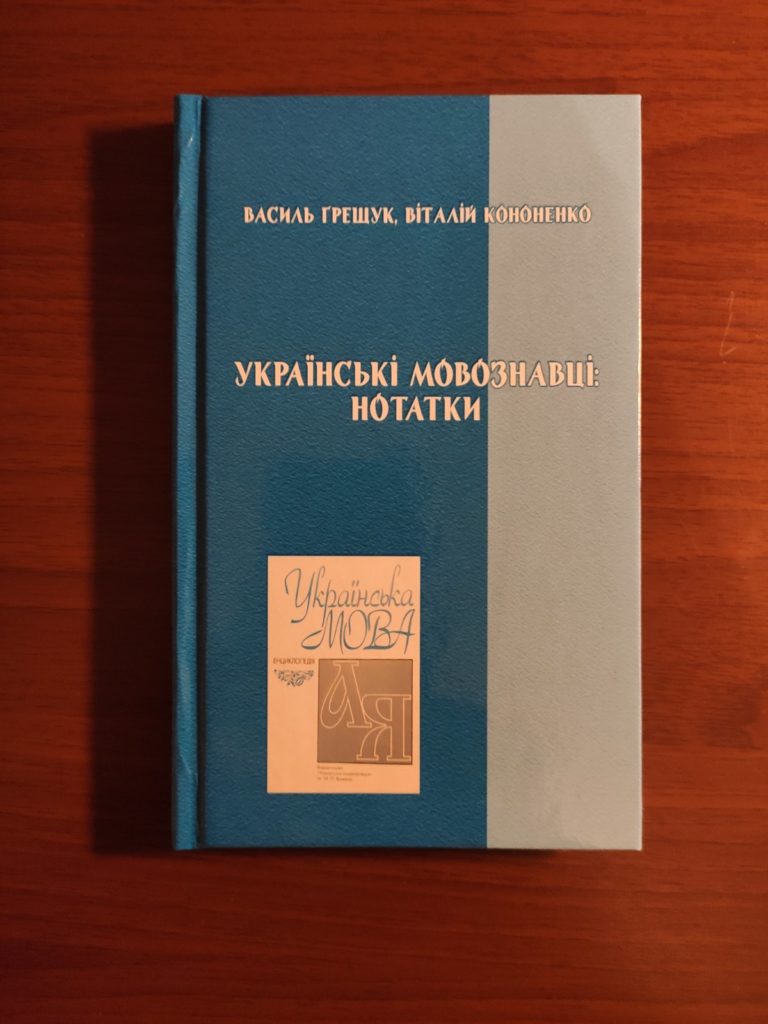 ВАСИЛЬ ҐРЕЩУК, ВІТАЛІЙ КОНОНЕНКО
УКРАЇНСЬКІ МОВОЗНАВЦІ:
НОТАТКИ
Українська
МОВА
ЕНЦИКЛОПЕДІЯ
А
Я